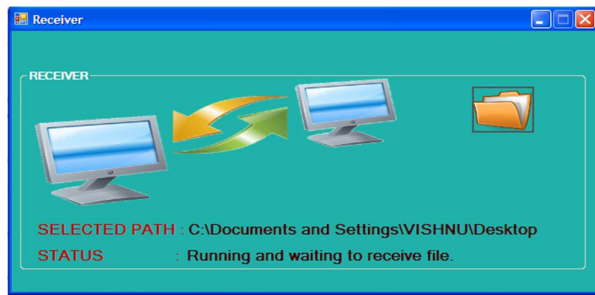 Receiver
RECEIVER
SELECTED PATH : C:\Documents and Settings\VISHNU\Desktop
STATUS : Running and waiting to receive file.